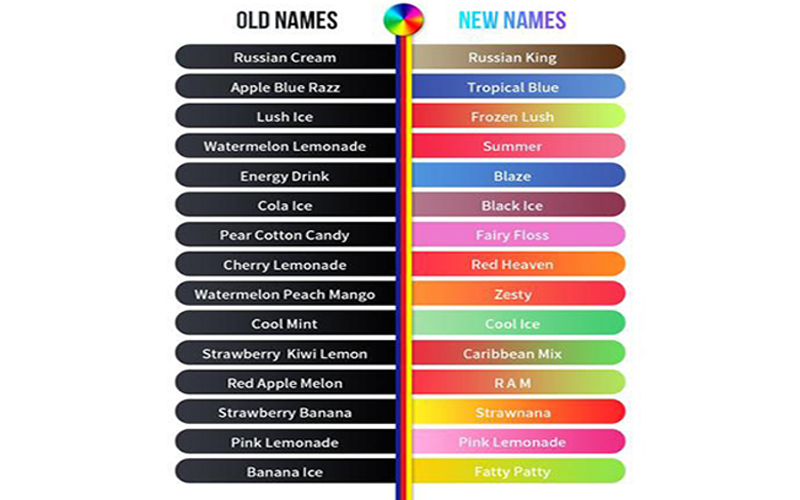 OLD NAMES NEW NAMES
Russian Cream Russian King
Apple Blue Razz Tropical Blue
Lush Ice Frozen Lush
Watermelon Lemonade Summer
Energy Drink Blaze
Cola Ice Black Ice
Pear Cotton Candy Fairy Floss
Cherry Lemonade Red Heaven
Watermelon Peach Mango Zesty
Cool Mint Cool Ice
Strawberry Kiwi Lemon Caribbean Mix
Red Apple Melon R A M
Strawberry Banana Strawnana
Pink Lemonade Pink Lemonade
Banana Ice Fatty Patty